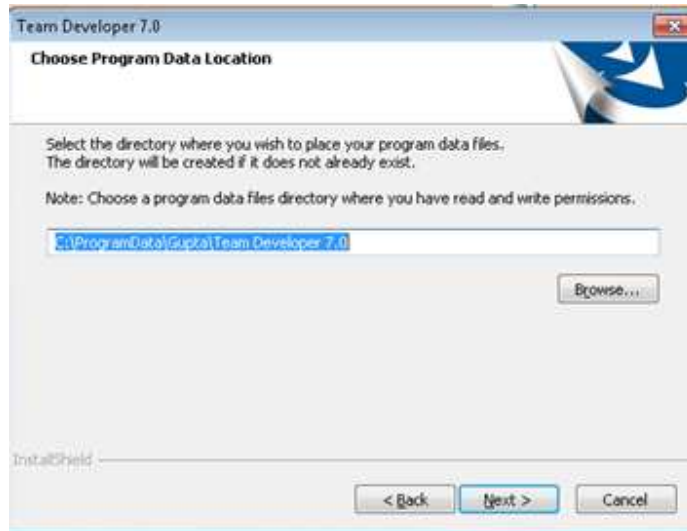 Team Developer 7.0
Choose Program Data Location
Select the directory where you wish to place your program data files.
The directory will be created if it does not already exist.
Note: Choose a program data files directory where you have read and write permissions.
C:\ProgramData\Gupta\Team Developer 7.0
Browse...
InstallShield
< Back Next > Cancel